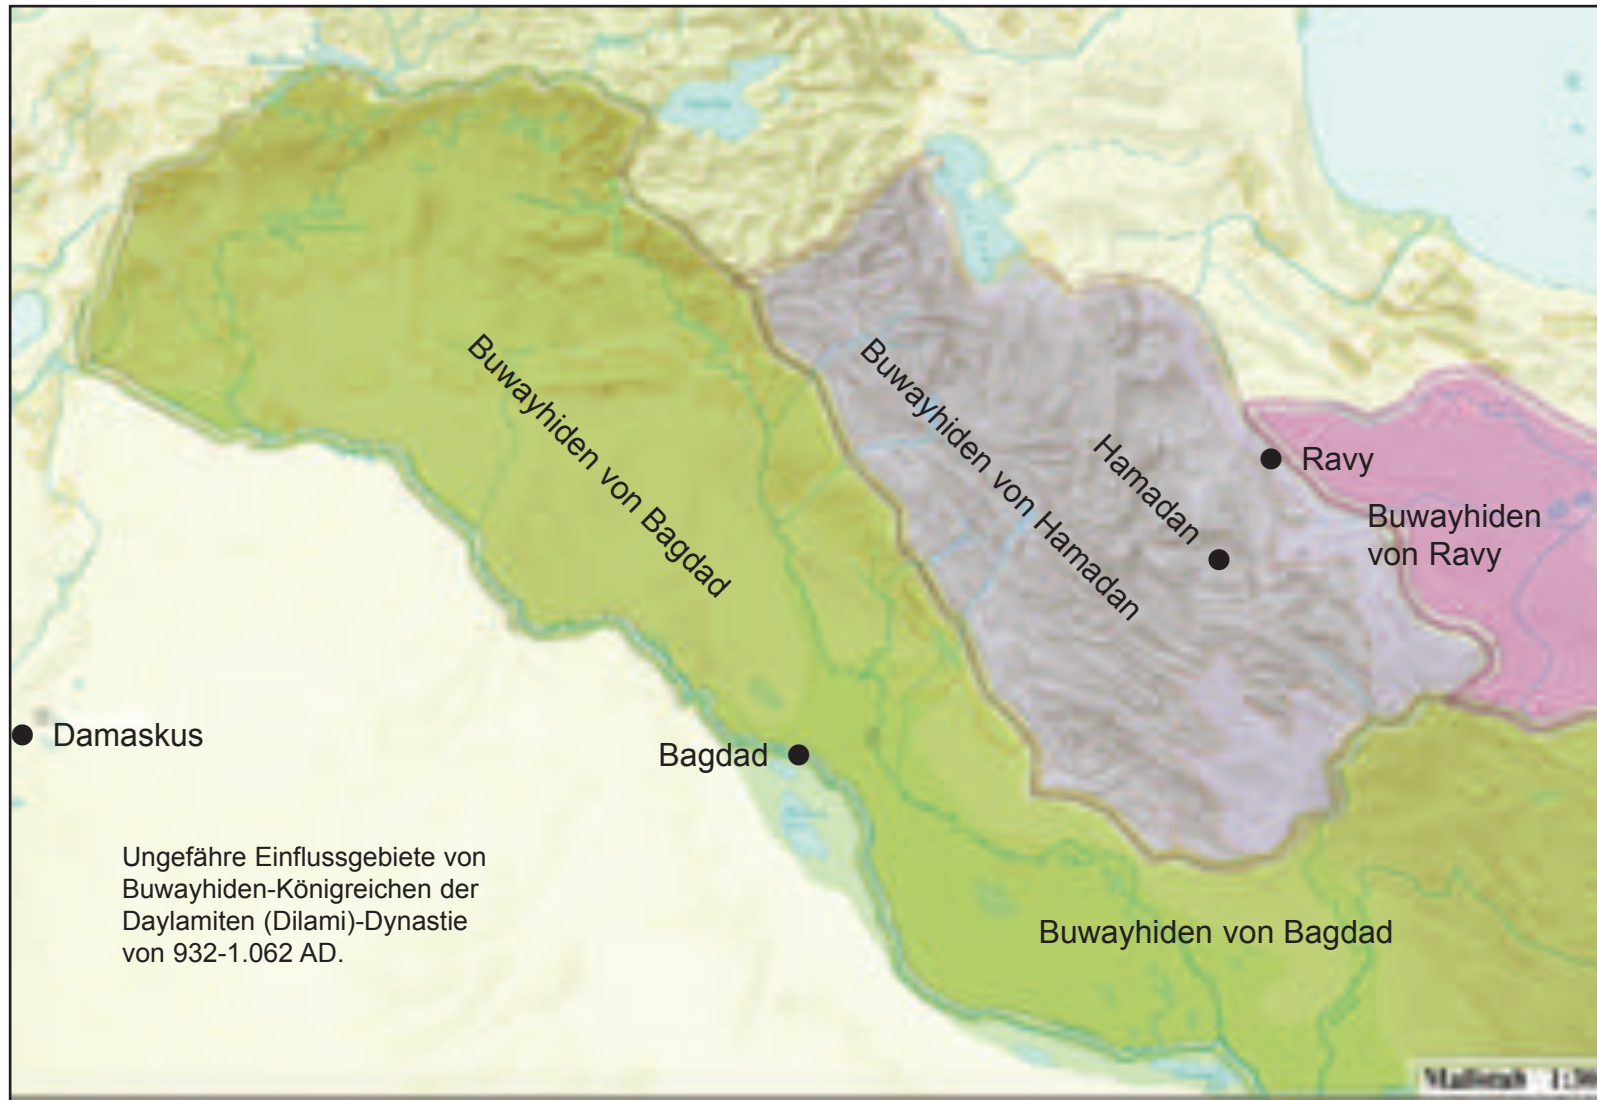 Buwayhiden von Bagdad
Buwayhiden von Hamadan
Hamadan
Ravy
Buwayhiden
von Ravy
Damaskus
Bagdad
Ungefähre Einflussgebiete von
Buwayhiden-Königreichen der
Daylamiten (Dilami)-Dynastie
von 932-1.062 AD.
Buwayhiden von Bagdad